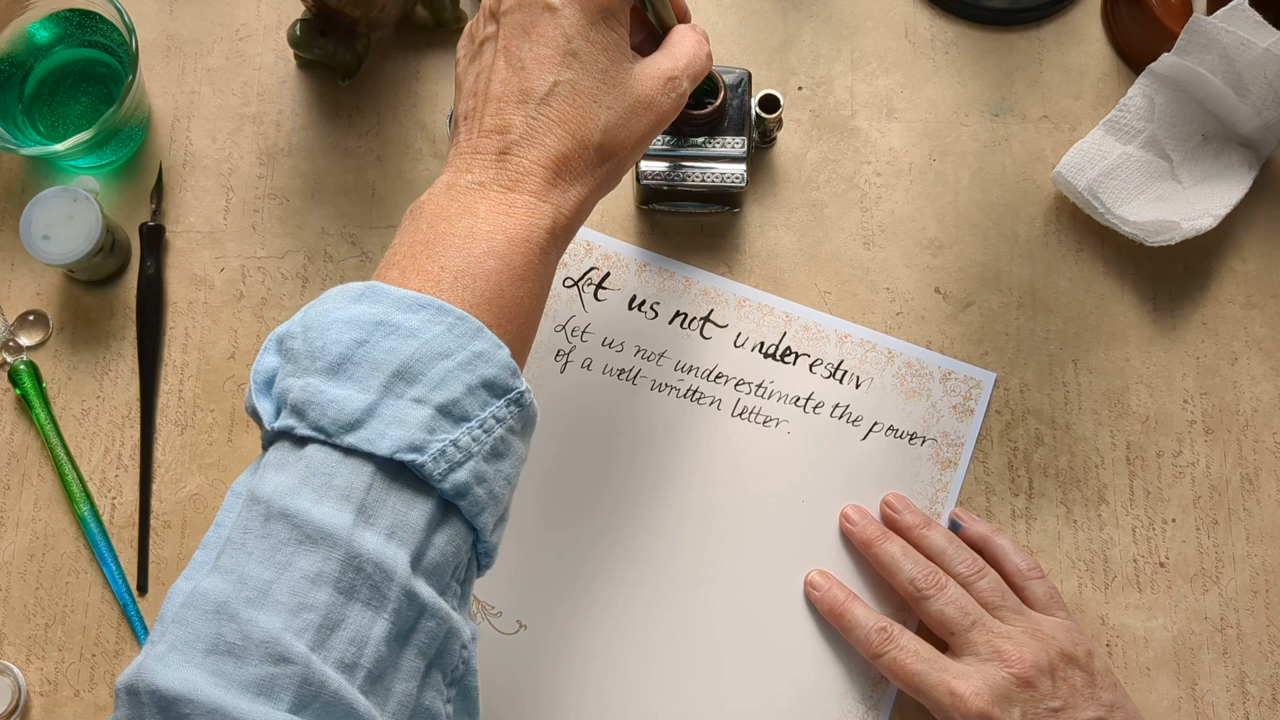 Let us not underestim
Let us not underestimate the power
of a well-written letter.